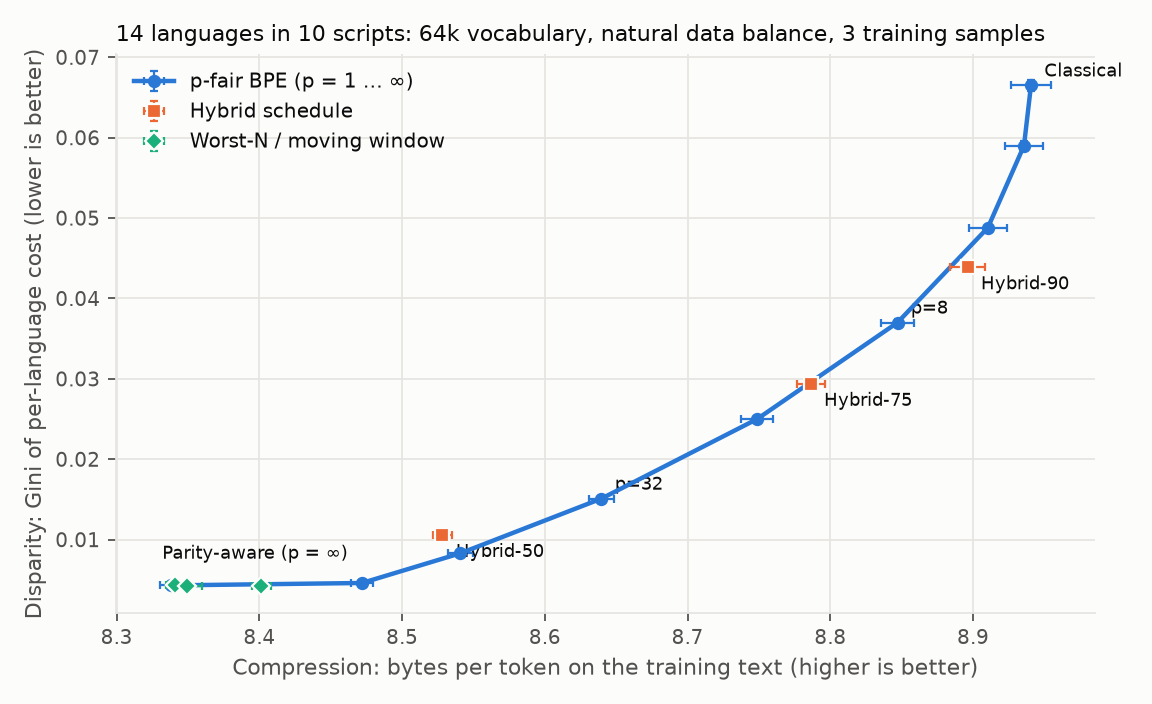 14 languages in 10 scripts: 64k vocabulary, natural data balance, 3 training samples
Disparity: Gini of per-language cost (lower is better)
0.07
0.06
0.05
0.04
0.03
0.02
0.01
p-fair BPE (p = 1 ... ∞)
Hybrid schedule
Worst-N / moving window
Classical
Hybrid-90
p=8
Hybrid-75
p=32
Hybrid-50
Parity-aware (p = ∞)
8.3
8.4
8.5
8.6
8.7
8.8
8.9
Compression: bytes per token on the training text (higher is better)